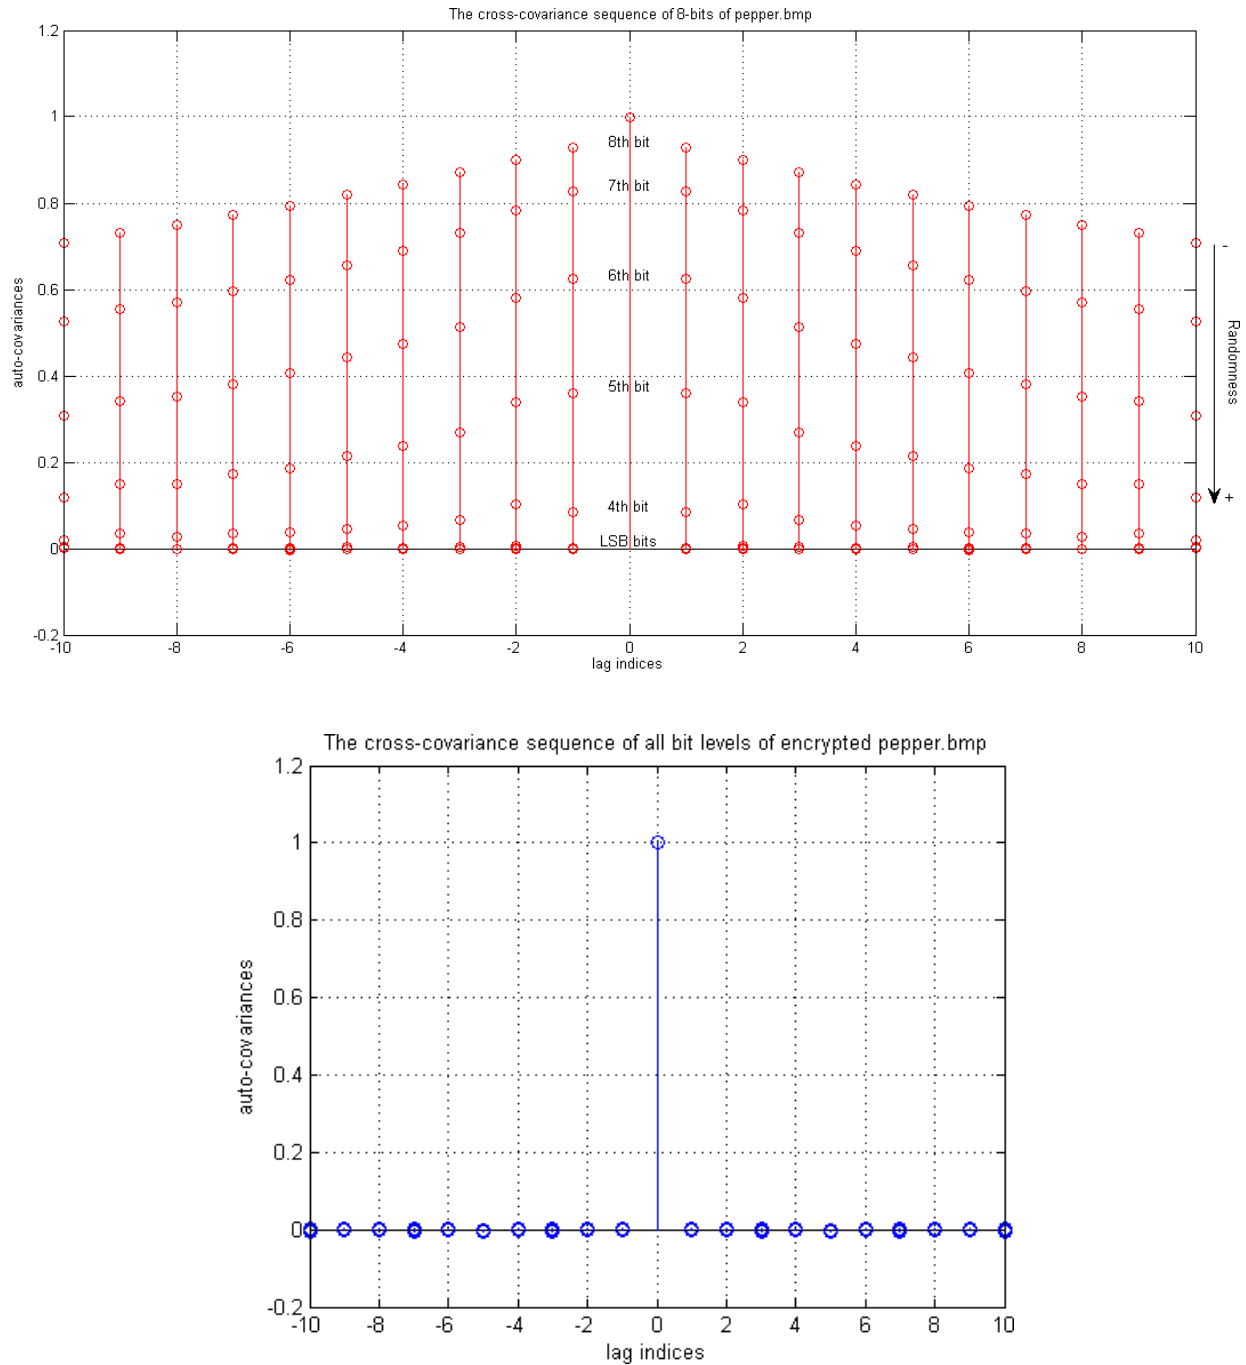 The cross-covariance sequence of 8-bits of pepper.bmp
1.2
1
0.8
0.6
0.4
0.2
0
-0.2
auto-covariances
8th bit
7th bit
6th bit
5th bit
4th bit
LSB bits
-
Randomness
+
-10 -8 -6 -4 -2 0 2 4 6 8 10
lag indices
The cross-covariance sequence of all bit levels of encrypted pepper.bmp
1.2
1
0.8
0.6
0.4
0.2
0
-0.2
auto-covariances
-10 -8 -6 -4 -2 0 2 4 6 8 10
lag indices